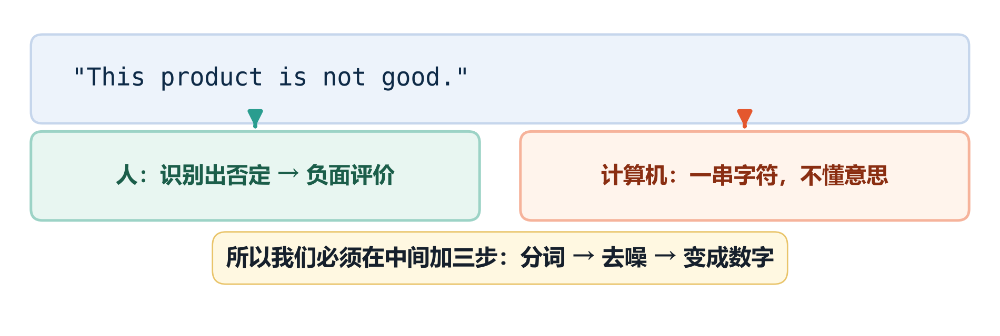 "This product is not good."
人：识别出否定 → 负面评价
计算机：一串字符，不懂意思
所以我们必须在中间加三步：分词 → 去噪 → 变成数字